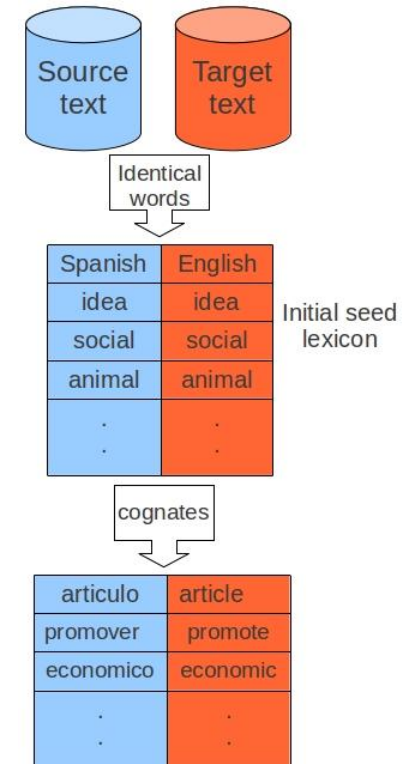 Source text
Target text
Identical words
Spanish English
idea idea
social social
animal animal
. .
. .
Initial seed lexicon
cognates
articulo article
promover promote
economico economic
. .
. .